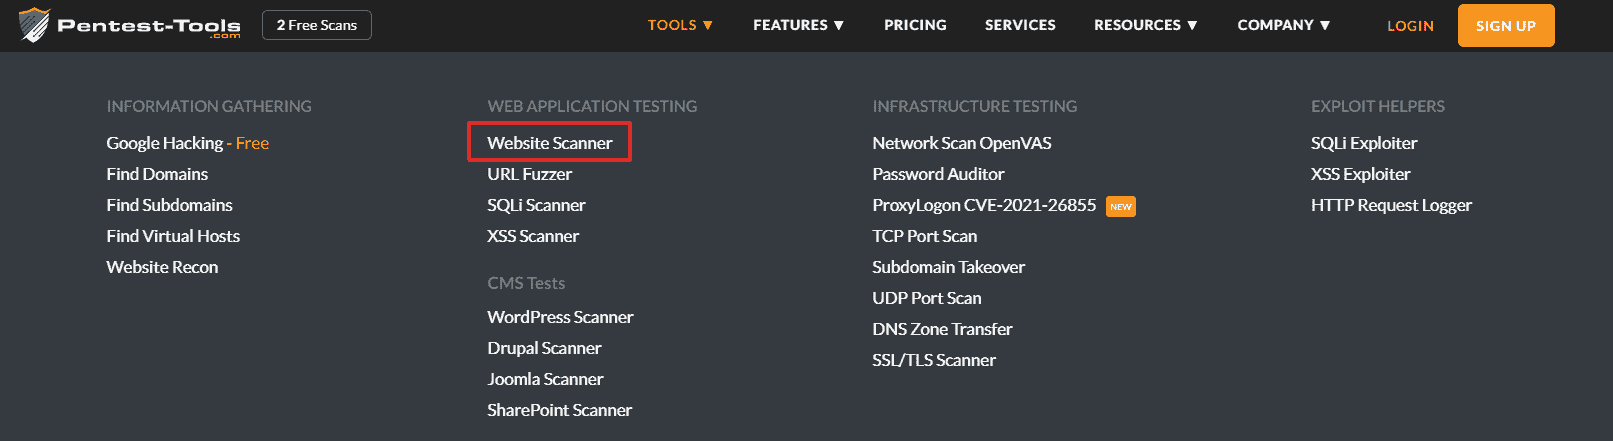 Pentest-Tools
.com
2 Free Scans
TOOLS ▼
FEATURES ▼
PRICING
SERVICES
RESOURCES ▼
COMPANY ▼
LOGIN
SIGN UP
INFORMATION GATHERING
Google Hacking - Free
Find Domains
Find Subdomains
Find Virtual Hosts
Website Recon
WEB APPLICATION TESTING
Website Scanner
URL Fuzzer
SQLi Scanner
XSS Scanner
CMS Tests
WordPress Scanner
Drupal Scanner
Joomla Scanner
SharePoint Scanner
INFRASTRUCTURE TESTING
Network Scan OpenVAS
Password Auditor
ProxyLogon CVE-2021-26855 NEW
TCP Port Scan
Subdomain Takeover
UDP Port Scan
DNS Zone Transfer
SSL/TLS Scanner
EXPLOIT HELPERS
SQLi Exploiter
XSS Exploiter
HTTP Request Logger